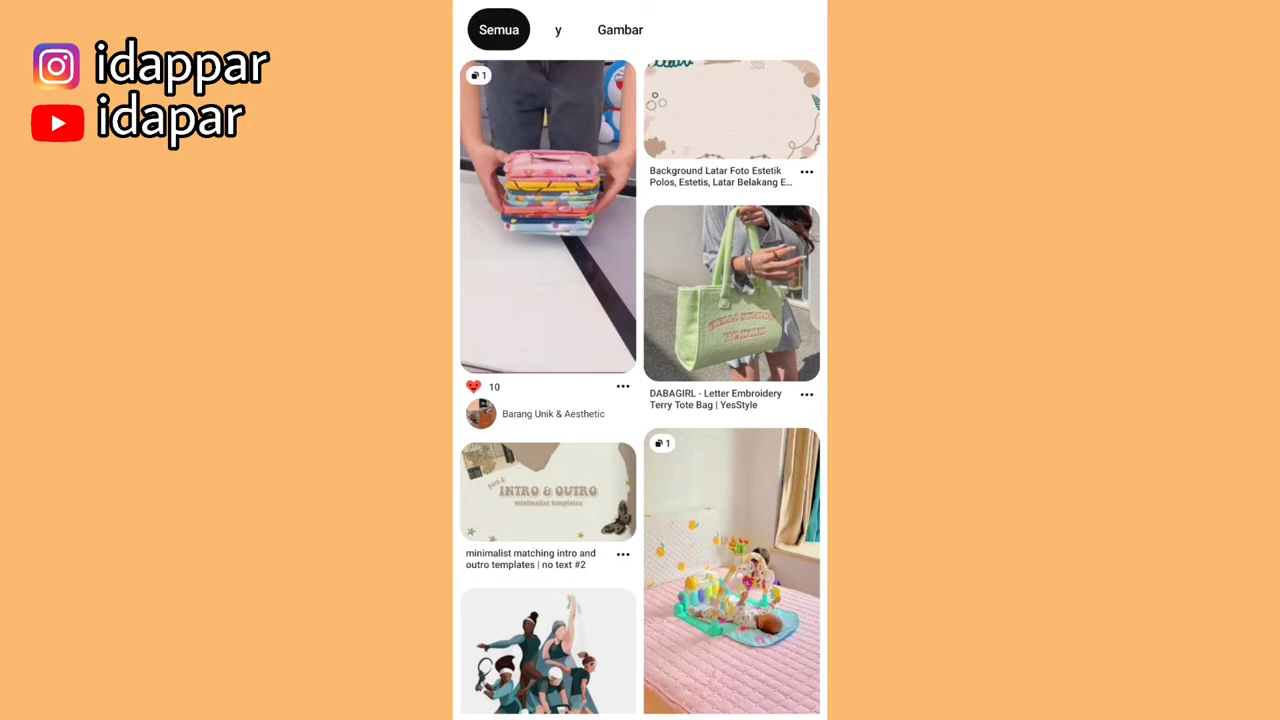 idappar
idapar
Semua
y
Gambar
1
10
Barang Unik & Aesthetic
INTRO & OUTRO
minimalist templates
minimalist matching intro and
outro templates | no text #2
Background Latar Foto Estetik
Polos, Estetis, Latar Belakang E...
DABAGIRL - Letter Embroidery
Terry Tote Bag | YesStyle
1